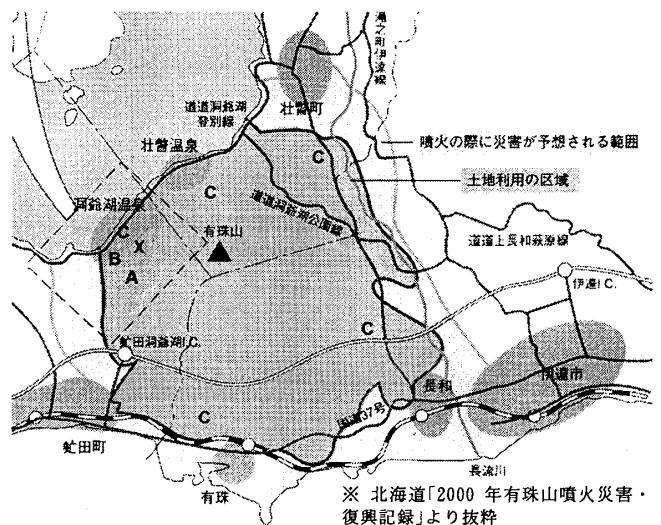 滝之町伊達線
道道洞爺湖
登別線
壮瞥町
壮瞥温泉
噴火の際に災害が予想される範囲
C
土地利用の区域
C
洞爺湖温泉
道道洞爺湖公園線
C
有珠山
X
B
道道上長和萩原線
A
伊達I.C.
C
虻田洞爺湖I.C.
長和
伊達市
国道37号
C
虻田町
長流川
有珠
※ 北海道「2000 年有珠山噴火災害・
復興記録」より抜粋